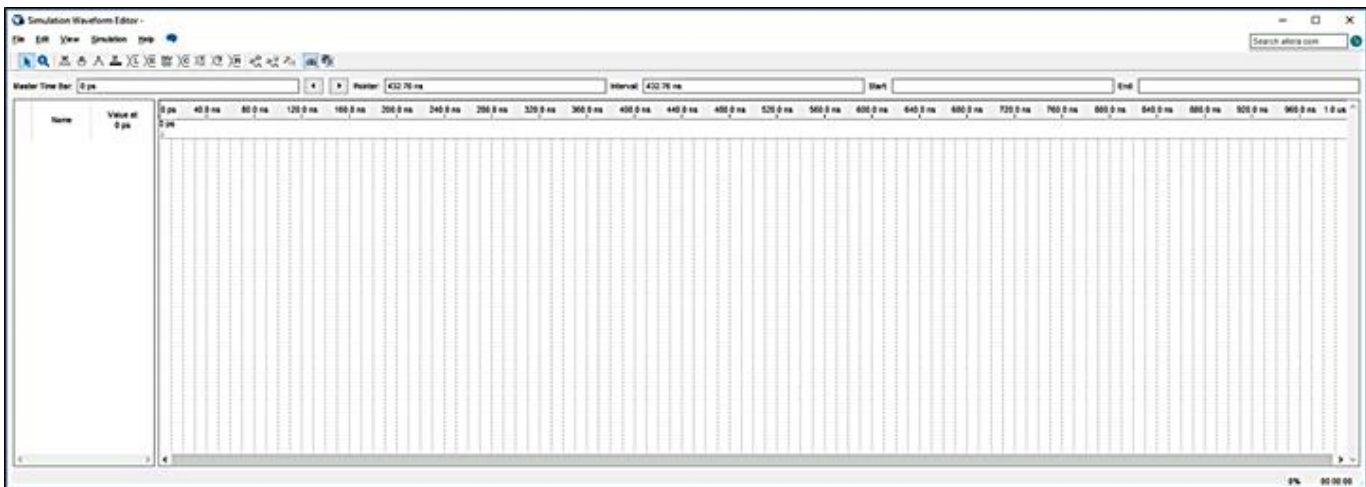 Simulation Waveform Editor -
File Edit View Simulation Help
Search altera.com
Master Time Bar: 0 ps
Pointer: 432.76 ns
Interval: 432.76 ns
Start:
End:
Name
Value at
0 ps
0 ps 40.0 ns 80.0 ns 120.0 ns 160.0 ns 200.0 ns 240.0 ns 280.0 ns 320.0 ns 360.0 ns 400.0 ns 440.0 ns 480.0 ns 520.0 ns 560.0 ns 600.0 ns 640.0 ns 680.0 ns 720.0 ns 760.0 ns 800.0 ns 840.0 ns 880.0 ns 920.0 ns 960.0 ns 1.0 us
0 ps
0% 00:00:00